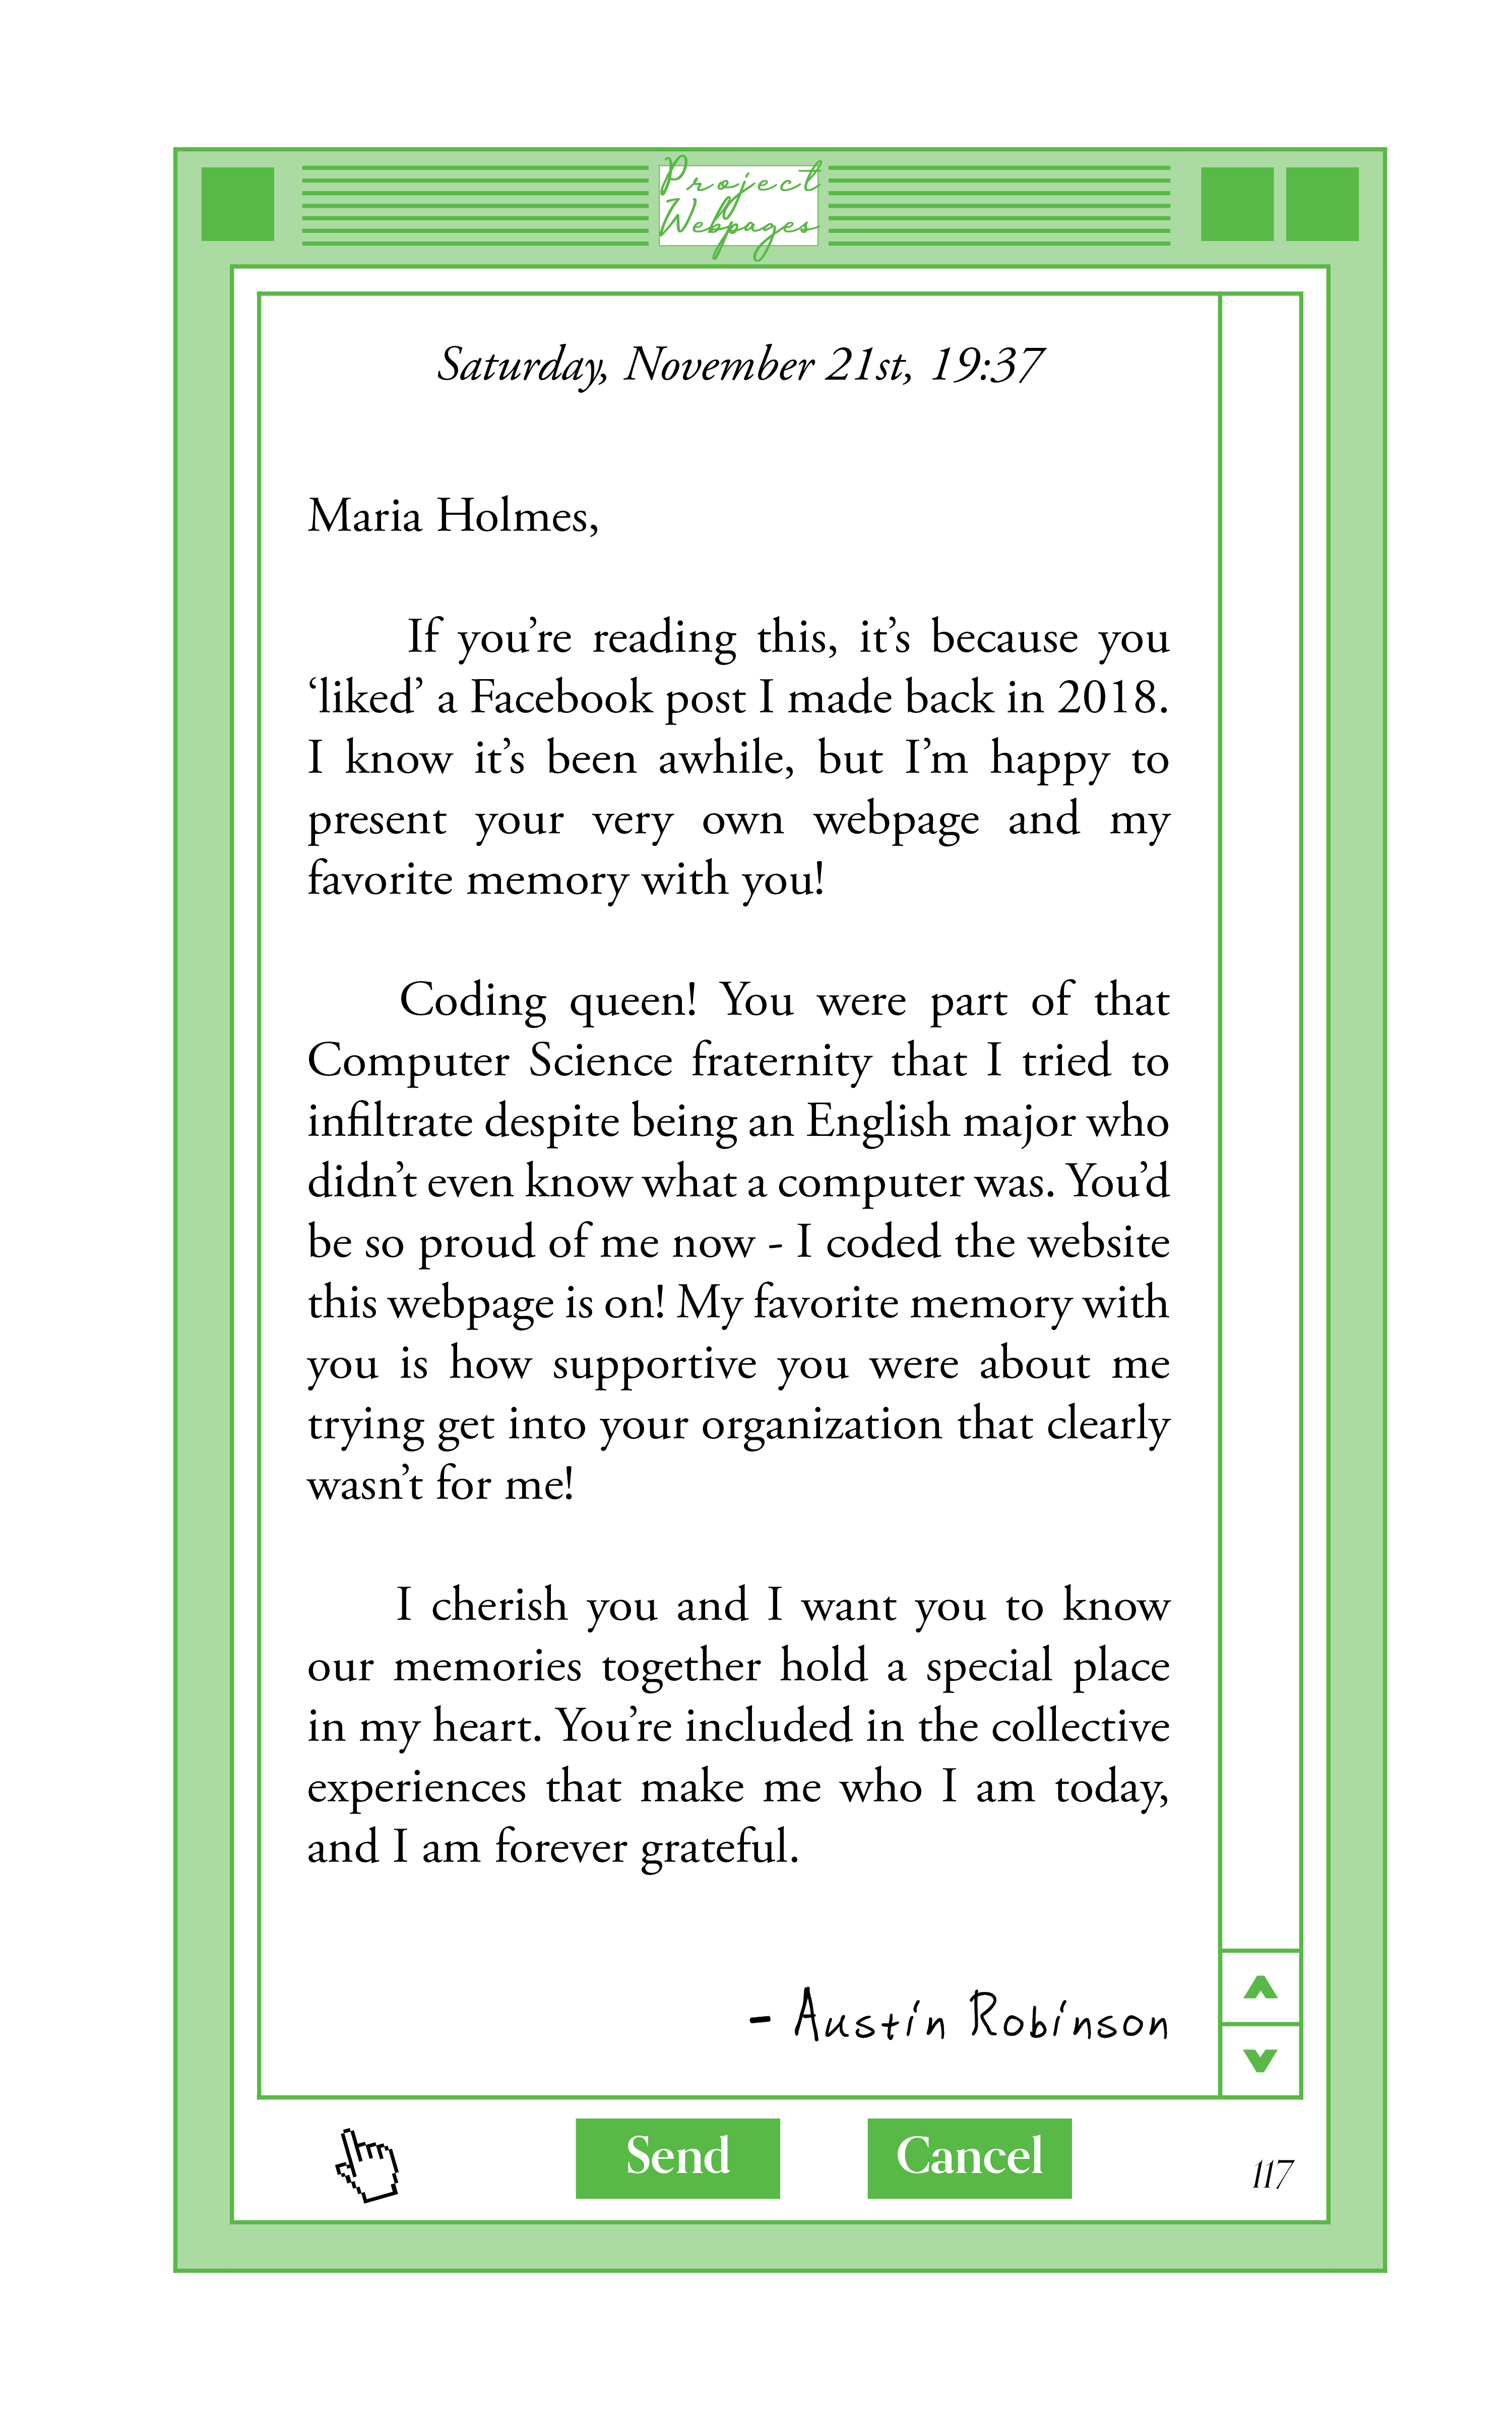 Project
Webpages
Saturday, November 21st, 19:37
Maria Holmes,
If you’re reading this, it’s because you
‘liked’ a Facebook post I made back in 2018.
I know it’s been awhile, but I’m happy to
present your very own webpage and my
favorite memory with you!
Coding queen! You were part of that
Computer Science fraternity that I tried to
infiltrate despite being an English major who
didn’t even know what a computer was. You’d
be so proud of me now - I coded the website
this webpage is on! My favorite memory with
you is how supportive you were about me
trying get into your organization that clearly
wasn’t for me!
I cherish you and I want you to know
our memories together hold a special place
in my heart. You’re included in the collective
experiences that make me who I am today,
and I am forever grateful.
- Austin Robinson
Send Cancel
117